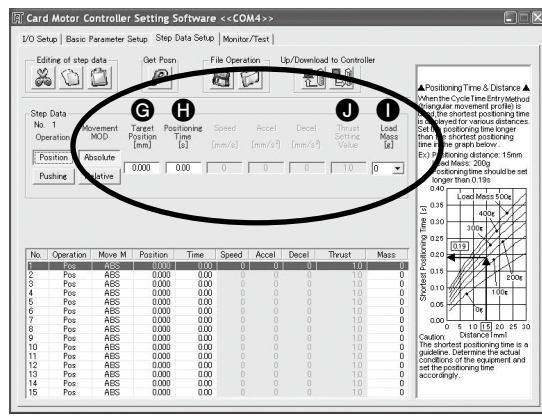 Card Motor Controller Setting Software <<COM4>>
I/O Setup | Basic Parameter Setup | Step Data Setup | Monitor/Test
Editing of step data
Get Posn
File Operation
Up/Download to Controller
Step Data
No. 1
Operation
Position
Pushing
Movement MOD
Absolute
Relative
G
Target Position [mm]
0.000
H
Positioning Time [s]
0.00
Speed [mm/s]
0
Accel [mm/s²]
0
Decel [mm/s²]
0
J
Thrust Setting Value
1.0
I
Load Mass [g]
0
No. Operation Move M Position Time Speed Accel Decel Thrust Mass
1 Pos ABS 0.000 0.00 0 0 0 1.0 0
2 Pos ABS 0.000 0.00 0 0 0 1.0 0
3 Pos ABS 0.000 0.00 0 0 0 1.0 0
4 Pos ABS 0.000 0.00 0 0 0 1.0 0
5 Pos ABS 0.000 0.00 0 0 0 1.0 0
6 Pos ABS 0.000 0.00 0 0 0 1.0 0
7 Pos ABS 0.000 0.00 0 0 0 1.0 0
8 Pos ABS 0.000 0.00 0 0 0 1.0 0
9 Pos ABS 0.000 0.00 0 0 0 1.0 0
10 Pos ABS 0.000 0.00 0 0 0 1.0 0
11 Pos ABS 0.000 0.00 0 0 0 1.0 0
12 Pos ABS 0.000 0.00 0 0 0 1.0 0
13 Pos ABS 0.000 0.00 0 0 0 1.0 0
14 Pos ABS 0.000 0.00 0 0 0 1.0 0
15 Pos ABS 0.000 0.00 0 0 0 1.0 0
▲Positioning Time & Distance▲
When the Cycle Time Entry Method
(triangular movement profile) is
used, the shortest positioning time
is displayed for various distances.
Set the positioning time longer
than the shortest positioning
time in the graph below .
Ex) Positioning distance: 15mm
Load Mass: 200g
Positioning time should be set
longer than 0.19s
Shortest Positioning Time [s]
0.40
0.35
0.30
0.25
0.20
0.15
0.10
0.05
0.00
0.19
Load Mass 500g
400g
300g
200g
100g
0g
0 5 10 15 20 25 30
Distance [mm]
Caution:
The shortest positioning time is a
guideline. Determine the actual
conditions of the equipment and
set the positioning time
accordingly.